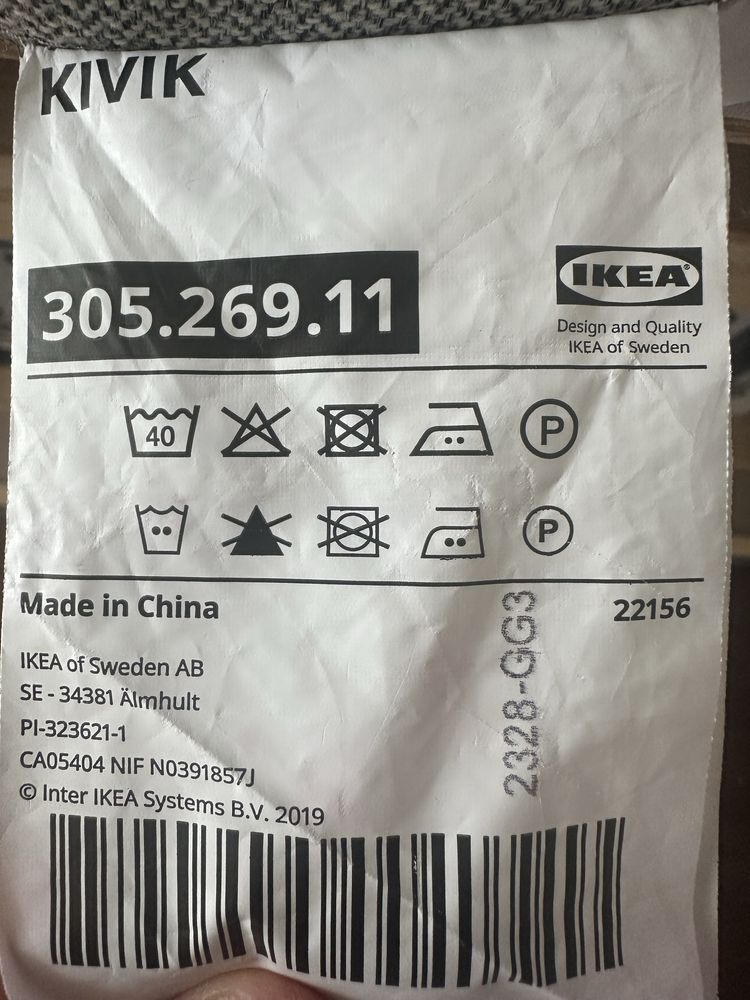 KIVIK
305.269.11
IKEA®
Design and Quality
IKEA of Sweden
40
P
P
Made in China
22156
2328-GG3
IKEA of Sweden AB
SE - 34381 Älmhult
PI-323621-1
CA05404 NIF N0391857J
© Inter IKEA Systems B.V. 2019